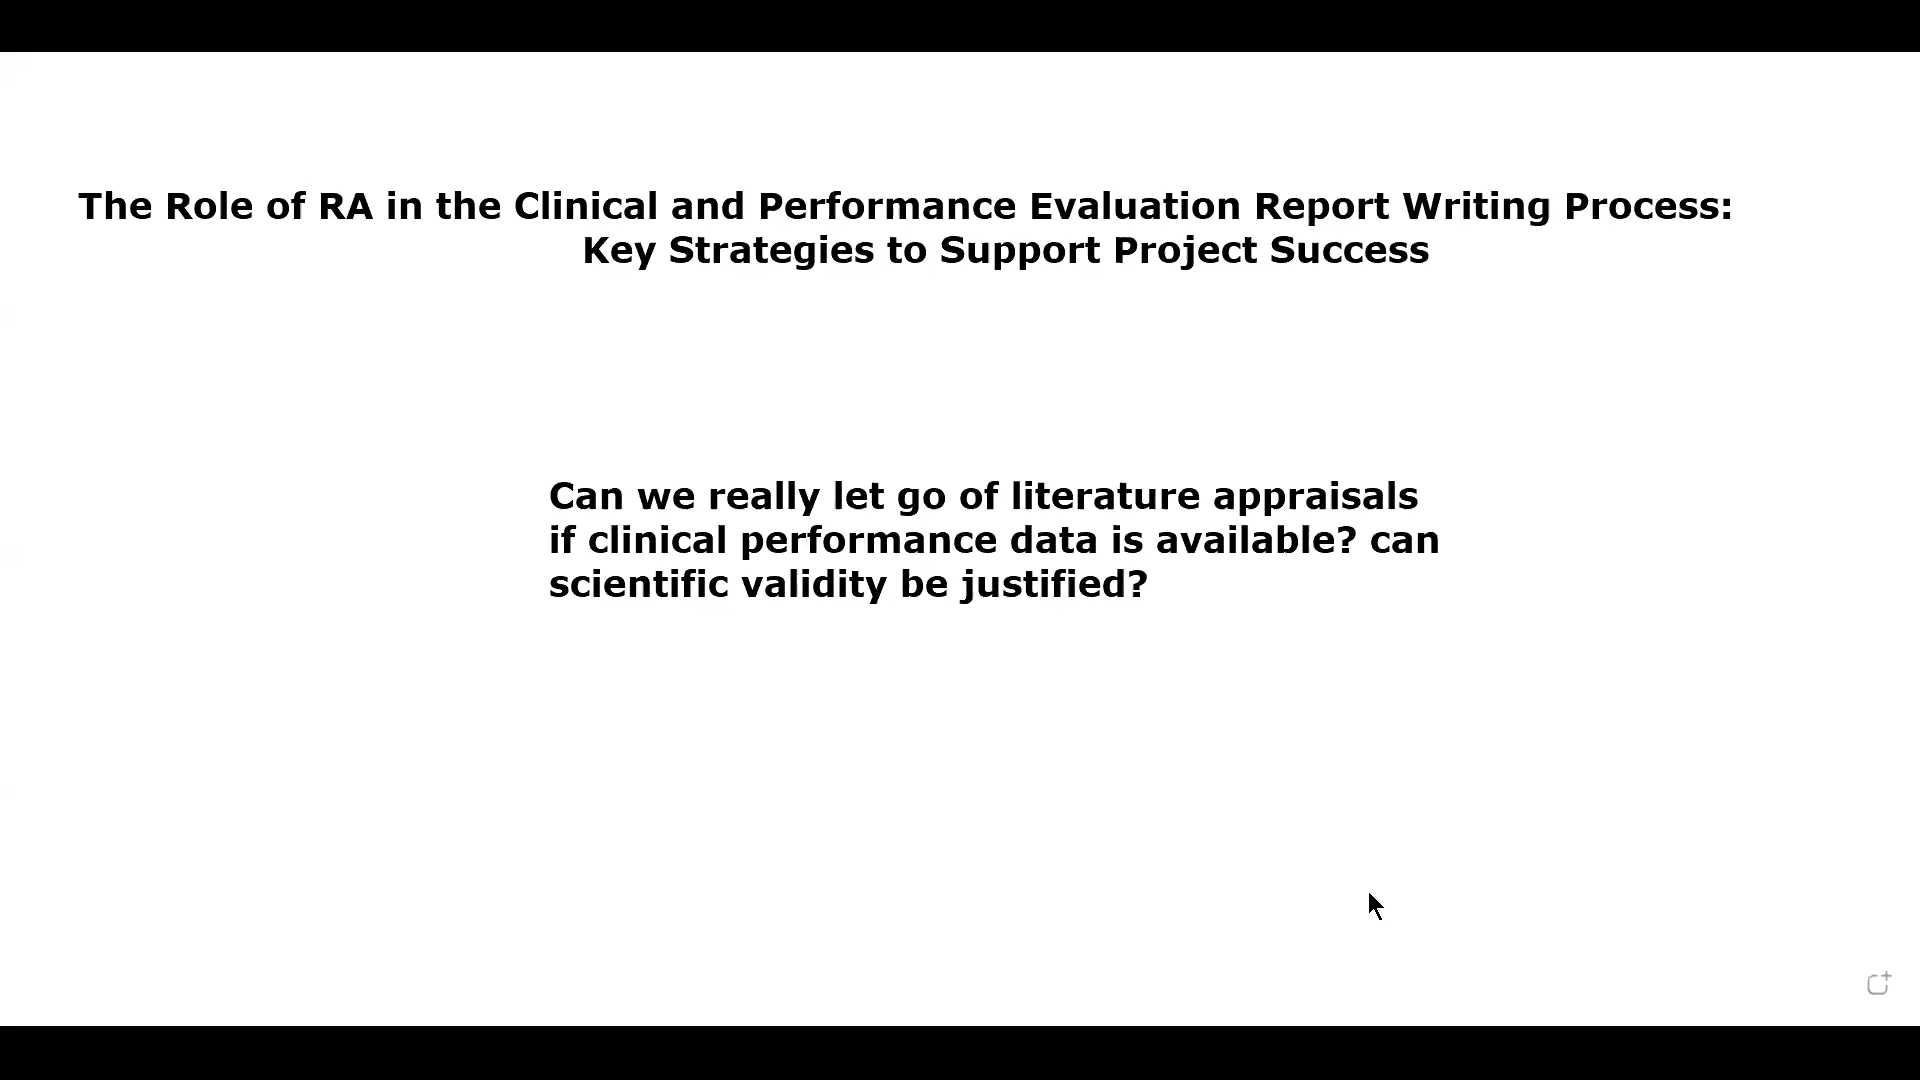 The Role of RA in the Clinical and Performance Evaluation Report Writing Process:
Key Strategies to Support Project Success
Can we really let go of literature appraisals
if clinical performance data is available? can
scientific validity be justified?